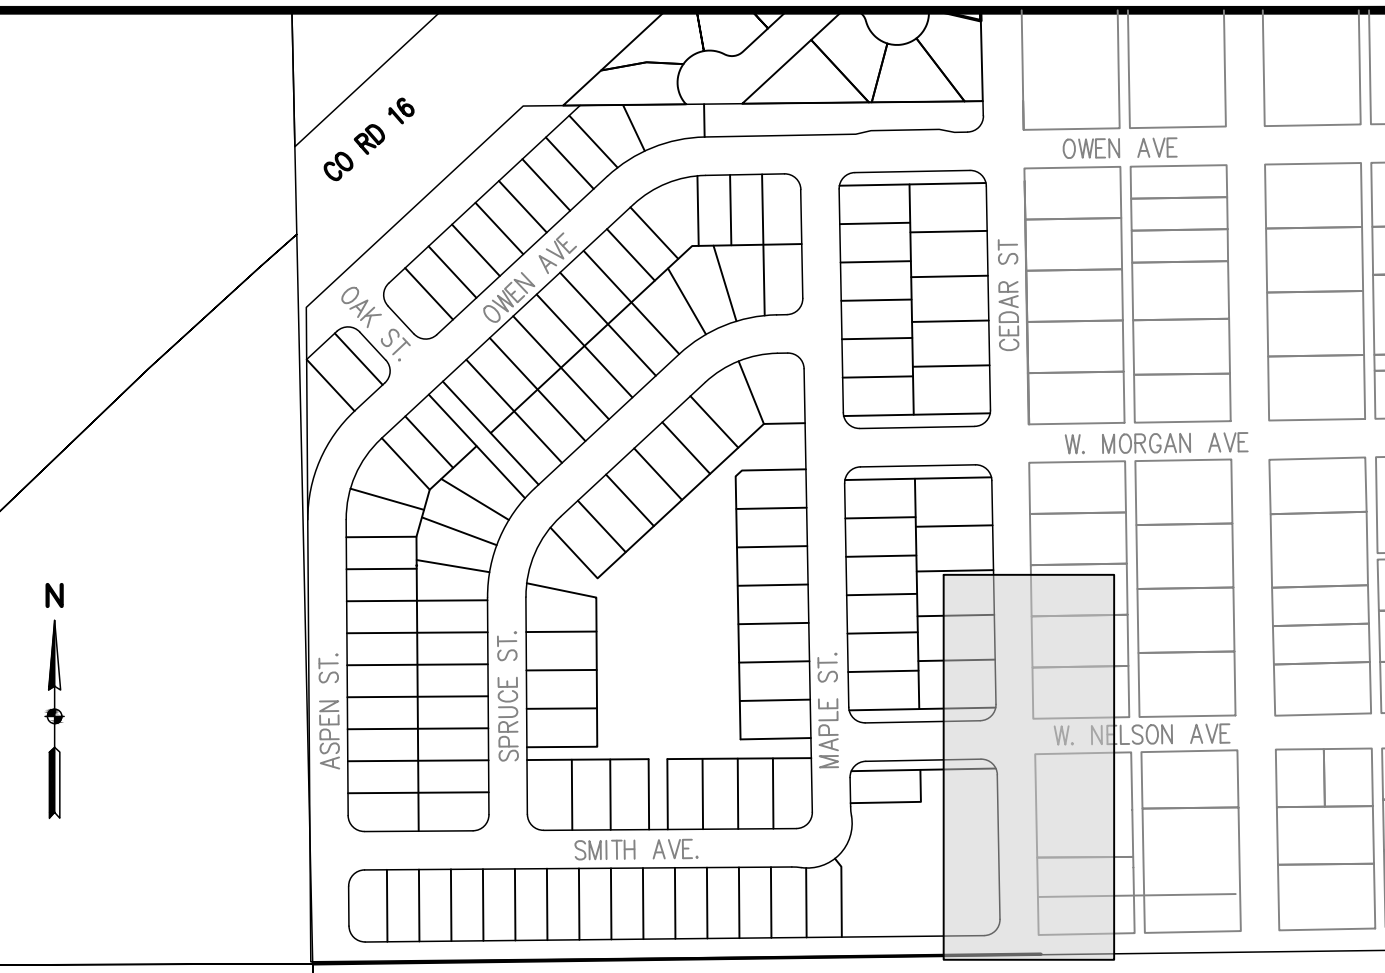 CO RD 16
OWEN AVE
OAK ST.
OWEN AVE
CEDAR ST
W. MORGAN AVE
N
ASPEN ST.
SPRUCE ST.
MAPLE ST.
W. NELSON AVE
SMITH AVE.